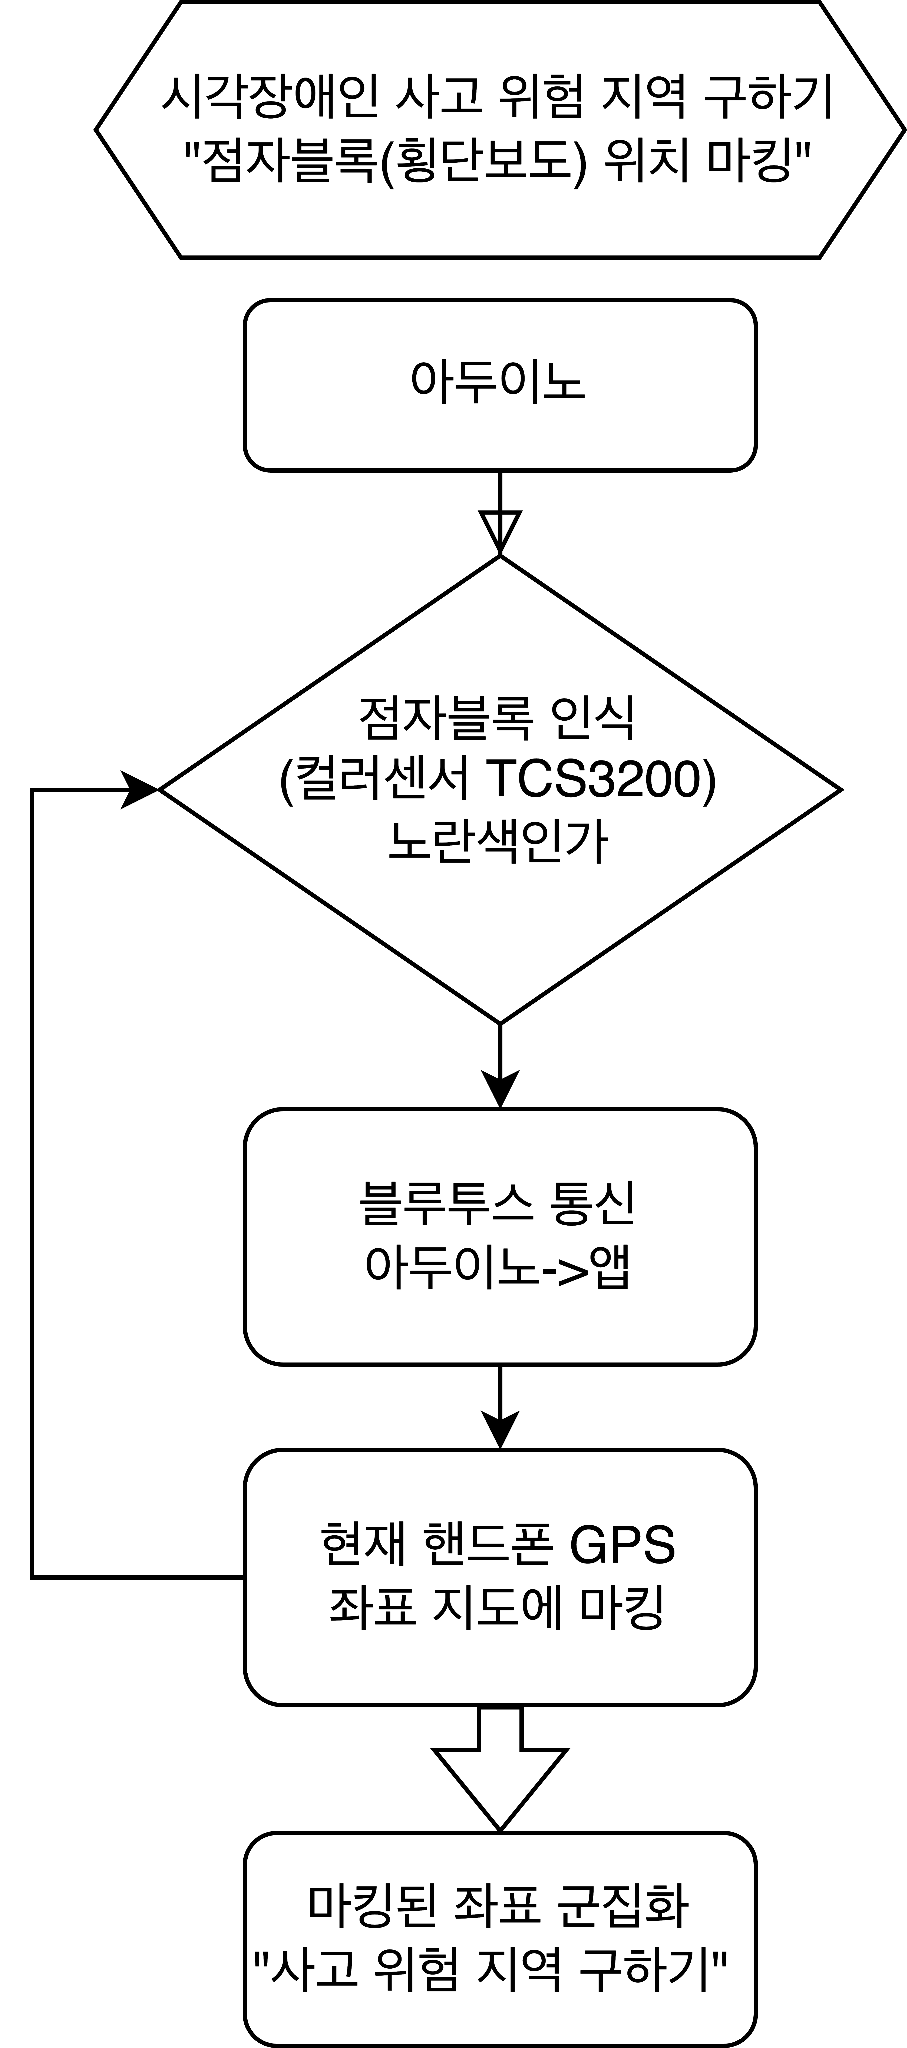 시각장애인 사고 위험 지역 구하기
"점자블록(횡단보도) 위치 마킹"
아두이노
점자블록 인식
(컬러센서 TCS3200)
노란색인가
블루투스 통신
아두이노->앱
현재 핸드폰 GPS
좌표 지도에 마킹
마킹된 좌표 군집화
"사고 위험 지역 구하기"